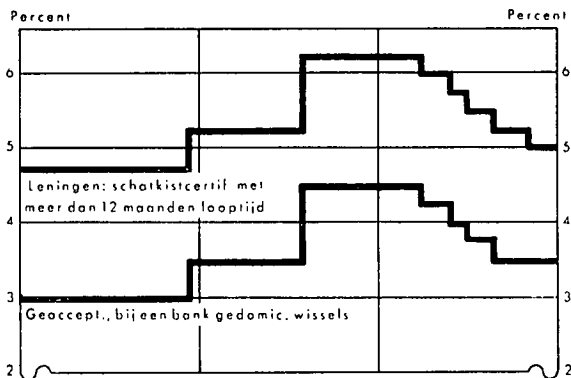 Percent Percent
6 6
5 5
Leningen: schatkistcertif met
meer dan 12 maanden looptijd
4 4
3 3
Geaccept., bij een bank gedomic. wissels
2 2